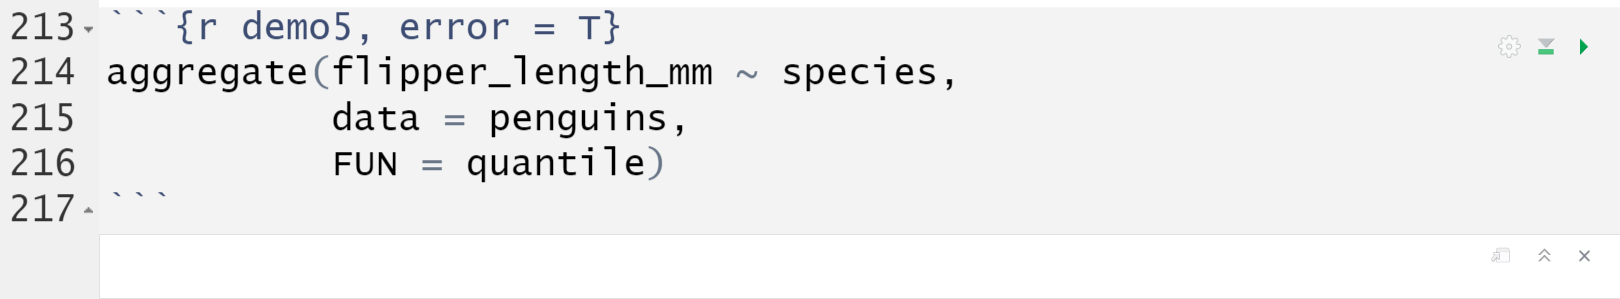 213 ```{r demo5, error = T}
214 aggregate(flipper_length_mm ~ species,
215           data = penguins,
216           FUN = quantile)
217 ```